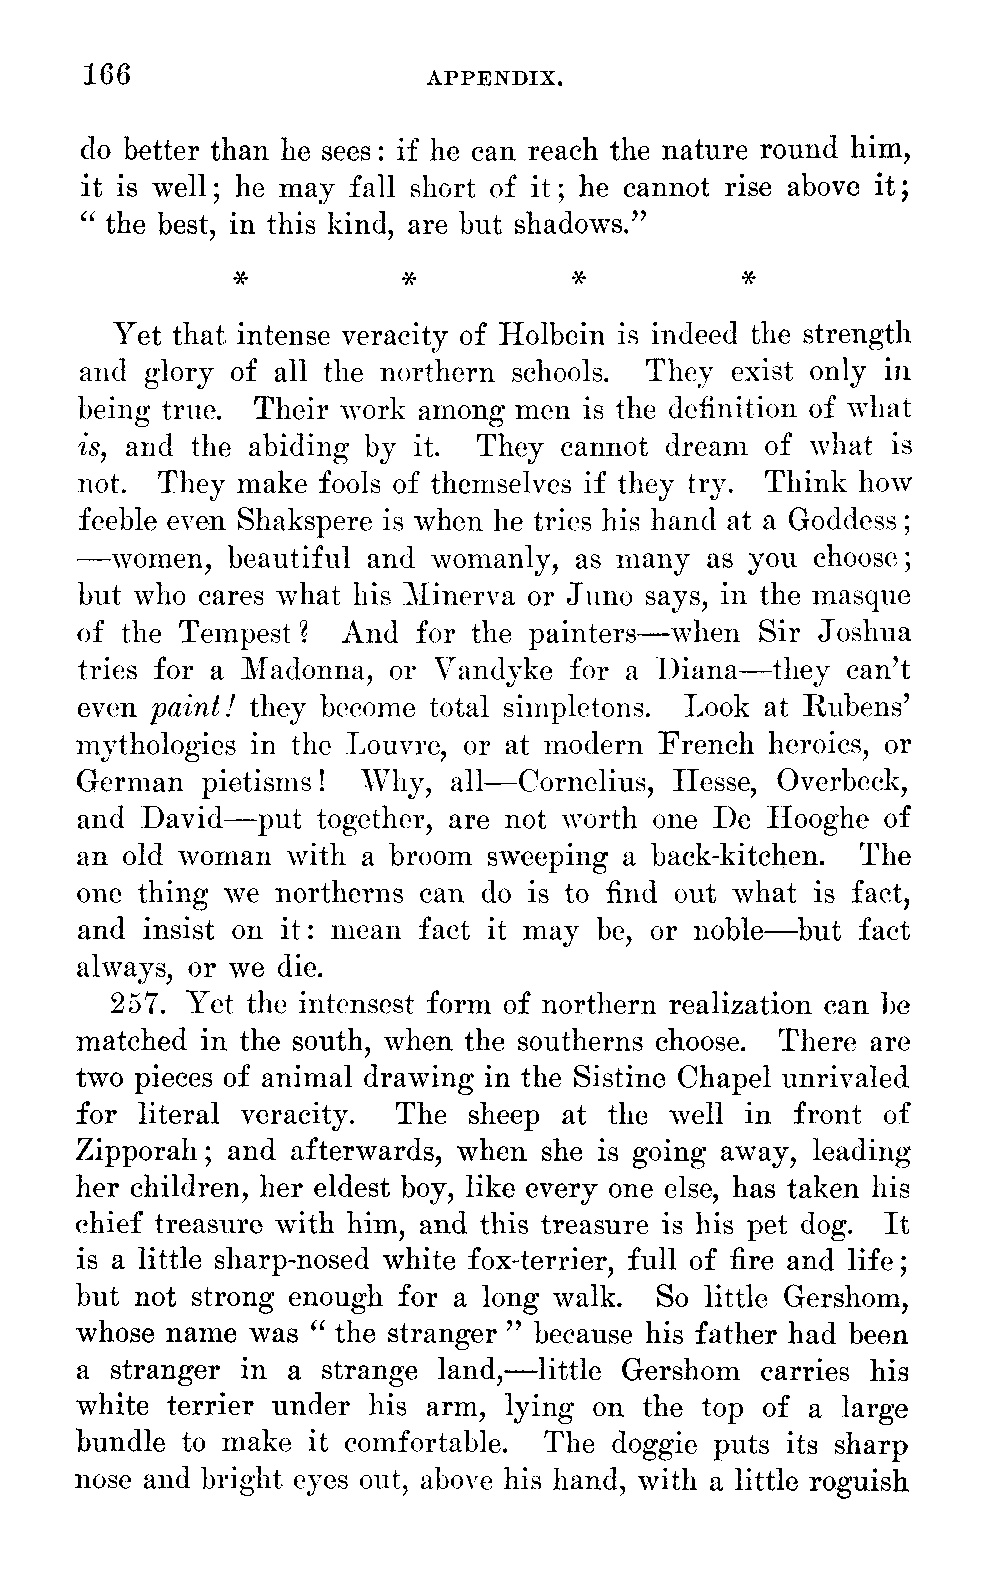 166 APPENDIX.
do better than he sees: if he can reach the nature round him,
it is well; he may fall short of it; he cannot rise above it;
“ the best, in this kind, are but shadows.”
* * * *
Yet that intense veracity of Holbein is indeed the strength
and glory of all the northern schools. They exist only in
being true. Their work among men is the definition of what
is, and the abiding by it. They cannot dream of what is
not. They make fools of themselves if they try. Think how
feeble even Shakspere is when he tries his hand at a Goddess;
—women, beautiful and womanly, as many as you choose;
but who cares what his Minerva or Juno says, in the masque
of the Tempest? And for the painters—when Sir Joshua
tries for a Madonna, or Vandyke for a Diana—they can’t
even paint! they become total simpletons. Look at Rubens’
mythologies in the Louvre, or at modern French heroics, or
German pietisms! Why, all—Cornelius, Hesse, Overbeck,
and David—put together, are not worth one De Hooghe of
an old woman with a broom sweeping a back-kitchen. The
one thing we northerns can do is to find out what is fact,
and insist on it: mean fact it may be, or noble—but fact
always, or we die.
257. Yet the intensest form of northern realization can be
matched in the south, when the southerns choose. There are
two pieces of animal drawing in the Sistine Chapel unrivaled
for literal veracity. The sheep at the well in front of
Zipporah; and afterwards, when she is going away, leading
her children, her eldest boy, like every one else, has taken his
chief treasure with him, and this treasure is his pet dog. It
is a little sharp-nosed white fox-terrier, full of fire and life;
but not strong enough for a long walk. So little Gershom,
whose name was “ the stranger ” because his father had been
a stranger in a strange land,—little Gershom carries his
white terrier under his arm, lying on the top of a large
bundle to make it comfortable. The doggie puts its sharp
nose and bright eyes out, above his hand, with a little roguish